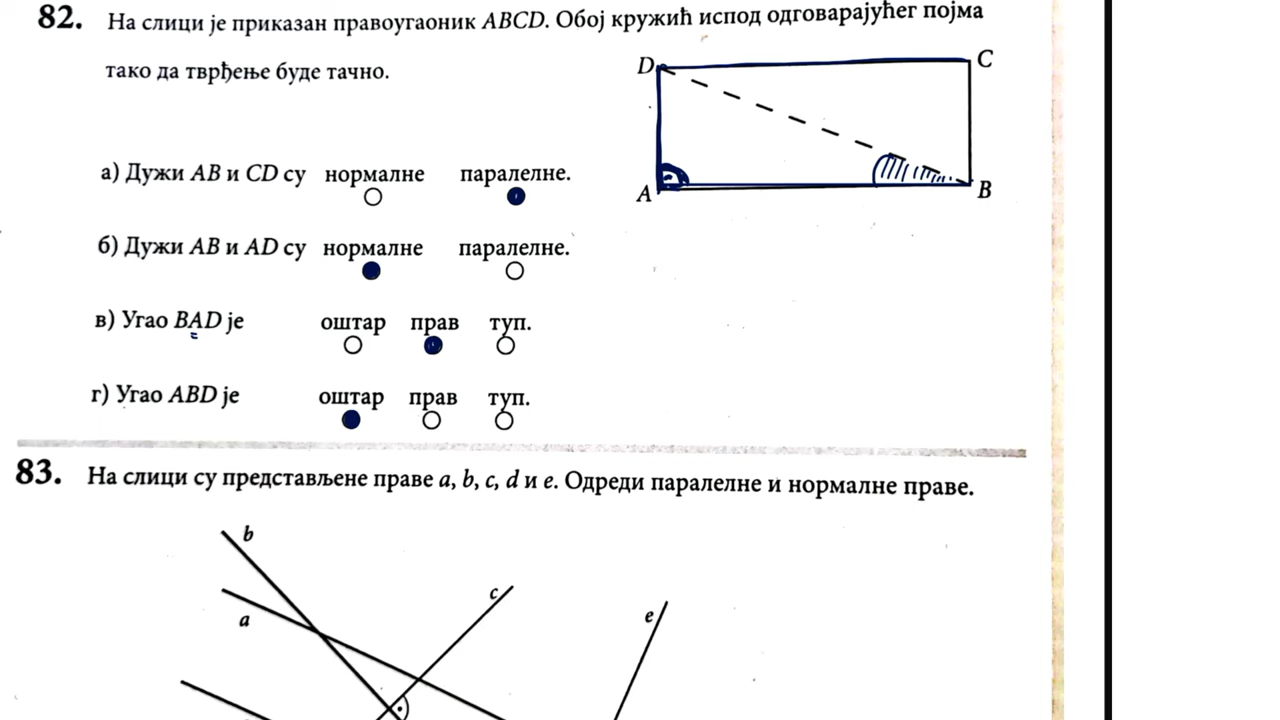 82. На слици је приказан правоугаоник ABCD. Обој кружић испод одговарајућег појма
тако да тврђење буде тачно.
D
C
A
B
а) Дужи AB и CD су нормалне паралелне.
б) Дужи AB и AD су нормалне паралелне.
в) Угао BAD је оштар прав туп.
г) Угао ABD је оштар прав туп.
83. На слици су представљене праве a, b, c, d и e. Одреди паралелне и нормалне праве.
b
a
c
e